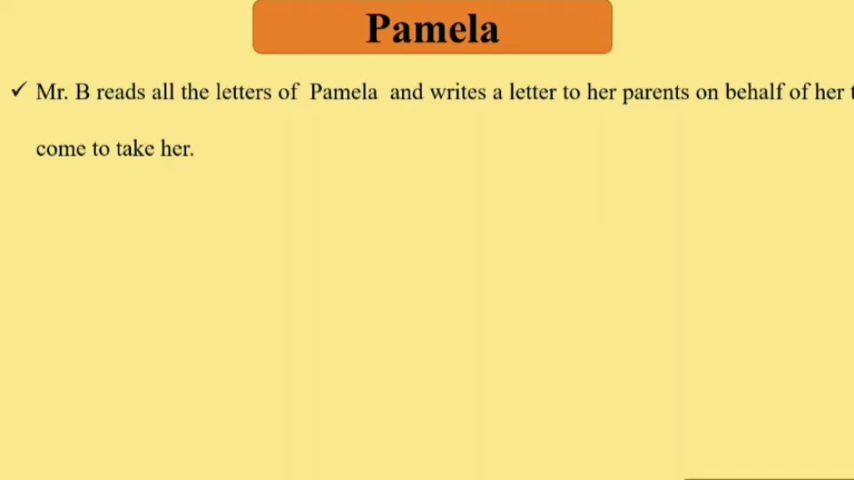 Pamela
✓ Mr. B reads all the letters of Pamela and writes a letter to her parents on behalf of her
come to take her.